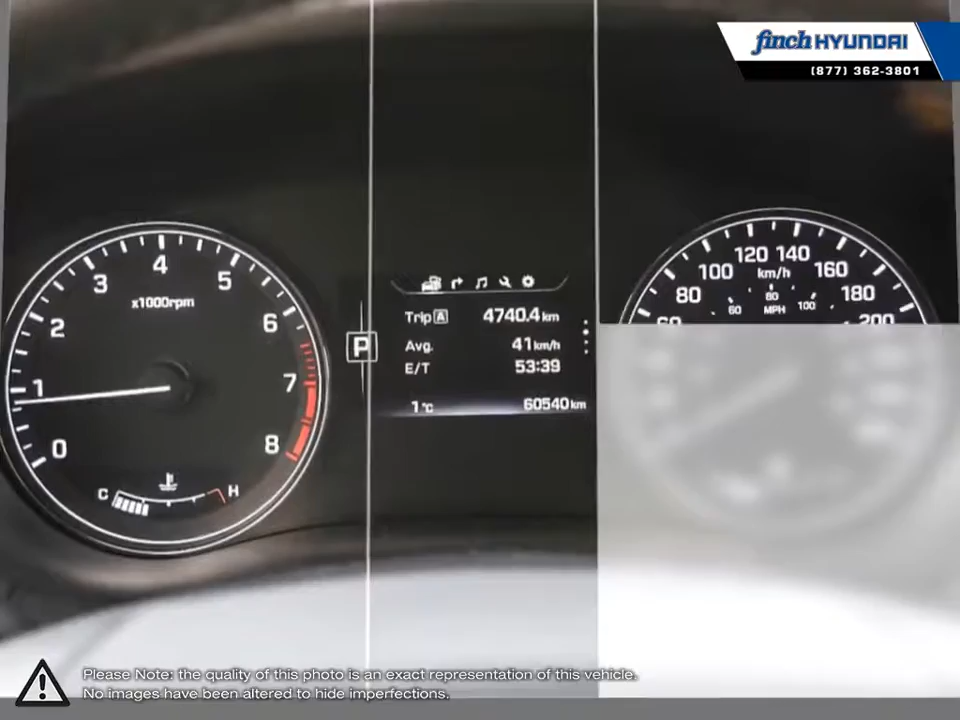 finch HYUNDAI
(877) 362-3801
4
3
5
x1000rpm
2
6
1
7
0
8
C H
P
Trip A 4740.4 km
Avg. 41 km/h
E/T 53:39
1 °C 60540 km
120 140
100 km/h 160
80 180
60 80 100
MPH
60 200
Please Note: the quality of this photo is an exact representation of this vehicle.
No images have been altered to hide imperfections.